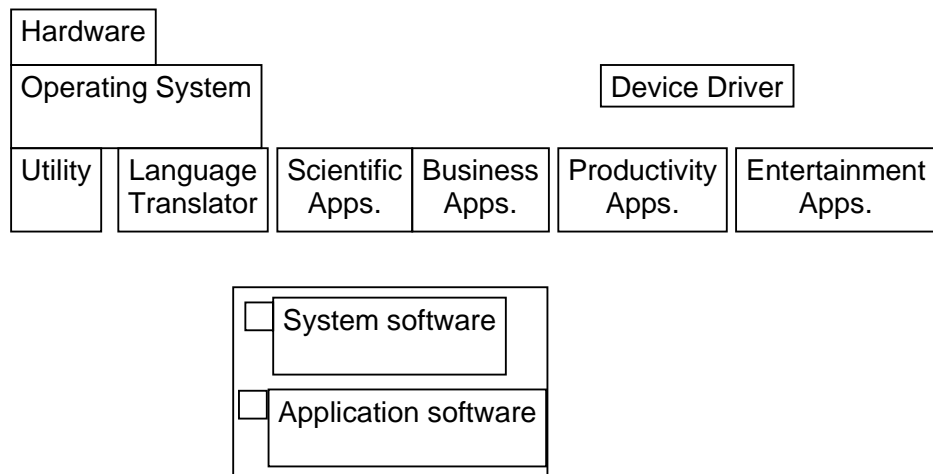 Hardware
Operating System
Device Driver
Utility
Language
Translator
Scientific
Apps.
Business
Apps.
Productivity
Apps.
Entertainment
Apps.
System software
Application software